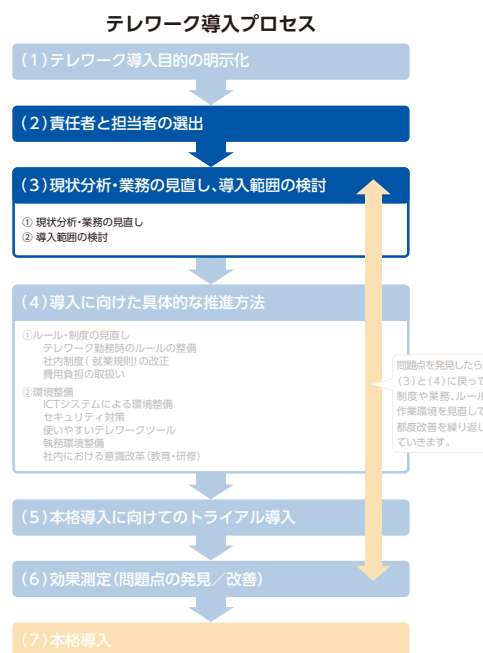 テレワーク導入プロセス
(1)テレワーク導入目的の明示化
(2)責任者と担当者の選出
(3)現状分析・業務の見直し、導入範囲の検討
① 現状分析・業務の見直し
② 導入範囲の検討
(4)導入に向けた具体的な推進方法
①ルール・制度の見直し
テレワーク勤務時のルールの整備
社内制度(就業規則)の改正
費用負担の取扱い
②環境整備
ICTシステムによる環境整備
セキュリティ対策
使いやすいテレワークツール
執務環境整備
社内における意識改革(教育・研修)
問題点を発見したら
(3)と(4)に戻って
制度や業務、ルール
作業環境を見直して
都度改善を繰り返し
ていきます。
(5)本格導入に向けてのトライアル導入
(6)効果測定(問題点の発見/改善)
(7)本格導入